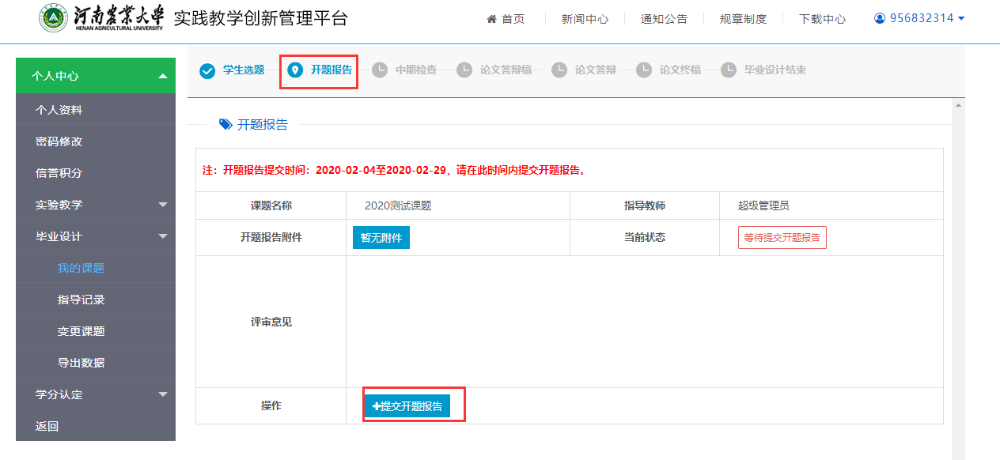 河南农业大学
HENAN AGRICULTURAL UNIVERSITY
实践教学创新管理平台
首页
新闻中心
通知公告
规章制度
下载中心
956832314
个人中心
个人资料
密码修改
信誉积分
实验教学
毕业设计
我的课题
指导记录
变更课题
导出数据
学分认定
返回
学生选题
开题报告
中期检查
论文答辩稿
论文答辩
论文终稿
毕业设计结束
开题报告
注：开题报告提交时间：2020-02-04至2020-02-29，请在此时间内提交开题报告。
课题名称
2020测试课题
指导教师
超级管理员
开题报告附件
暂无附件
当前状态
等待提交开题报告
评审意见
操作
+提交开题报告